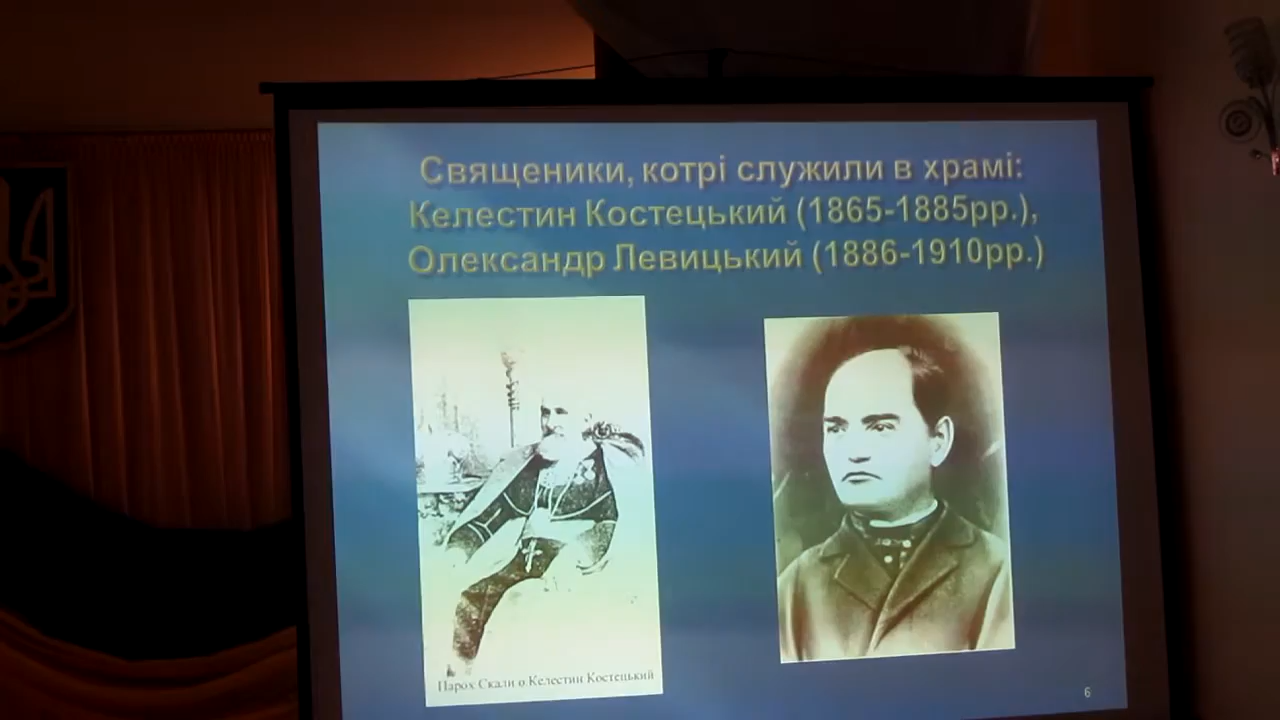 Священики, котрі служили в храмі:
Келестин Костецький (1865-1885рр.),
Олександр Левицький (1886-1910рр.)
Парох Скали о.Келестин Костецький
6